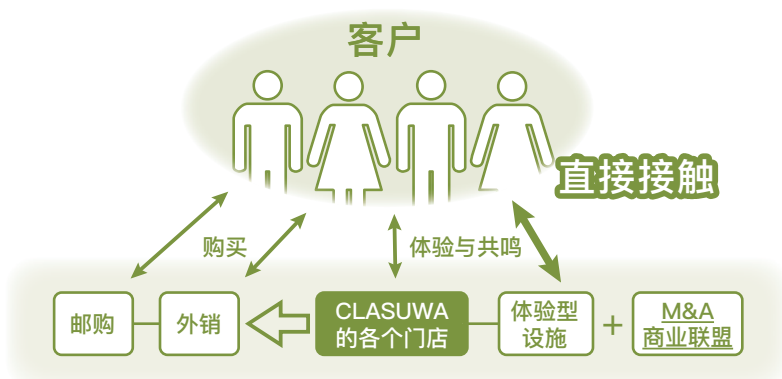 客户
直接接触
购买
体验与共鸣
邮购
外销
CLASUWA
的各个门店
体验型
设施
+
M&A
商业联盟